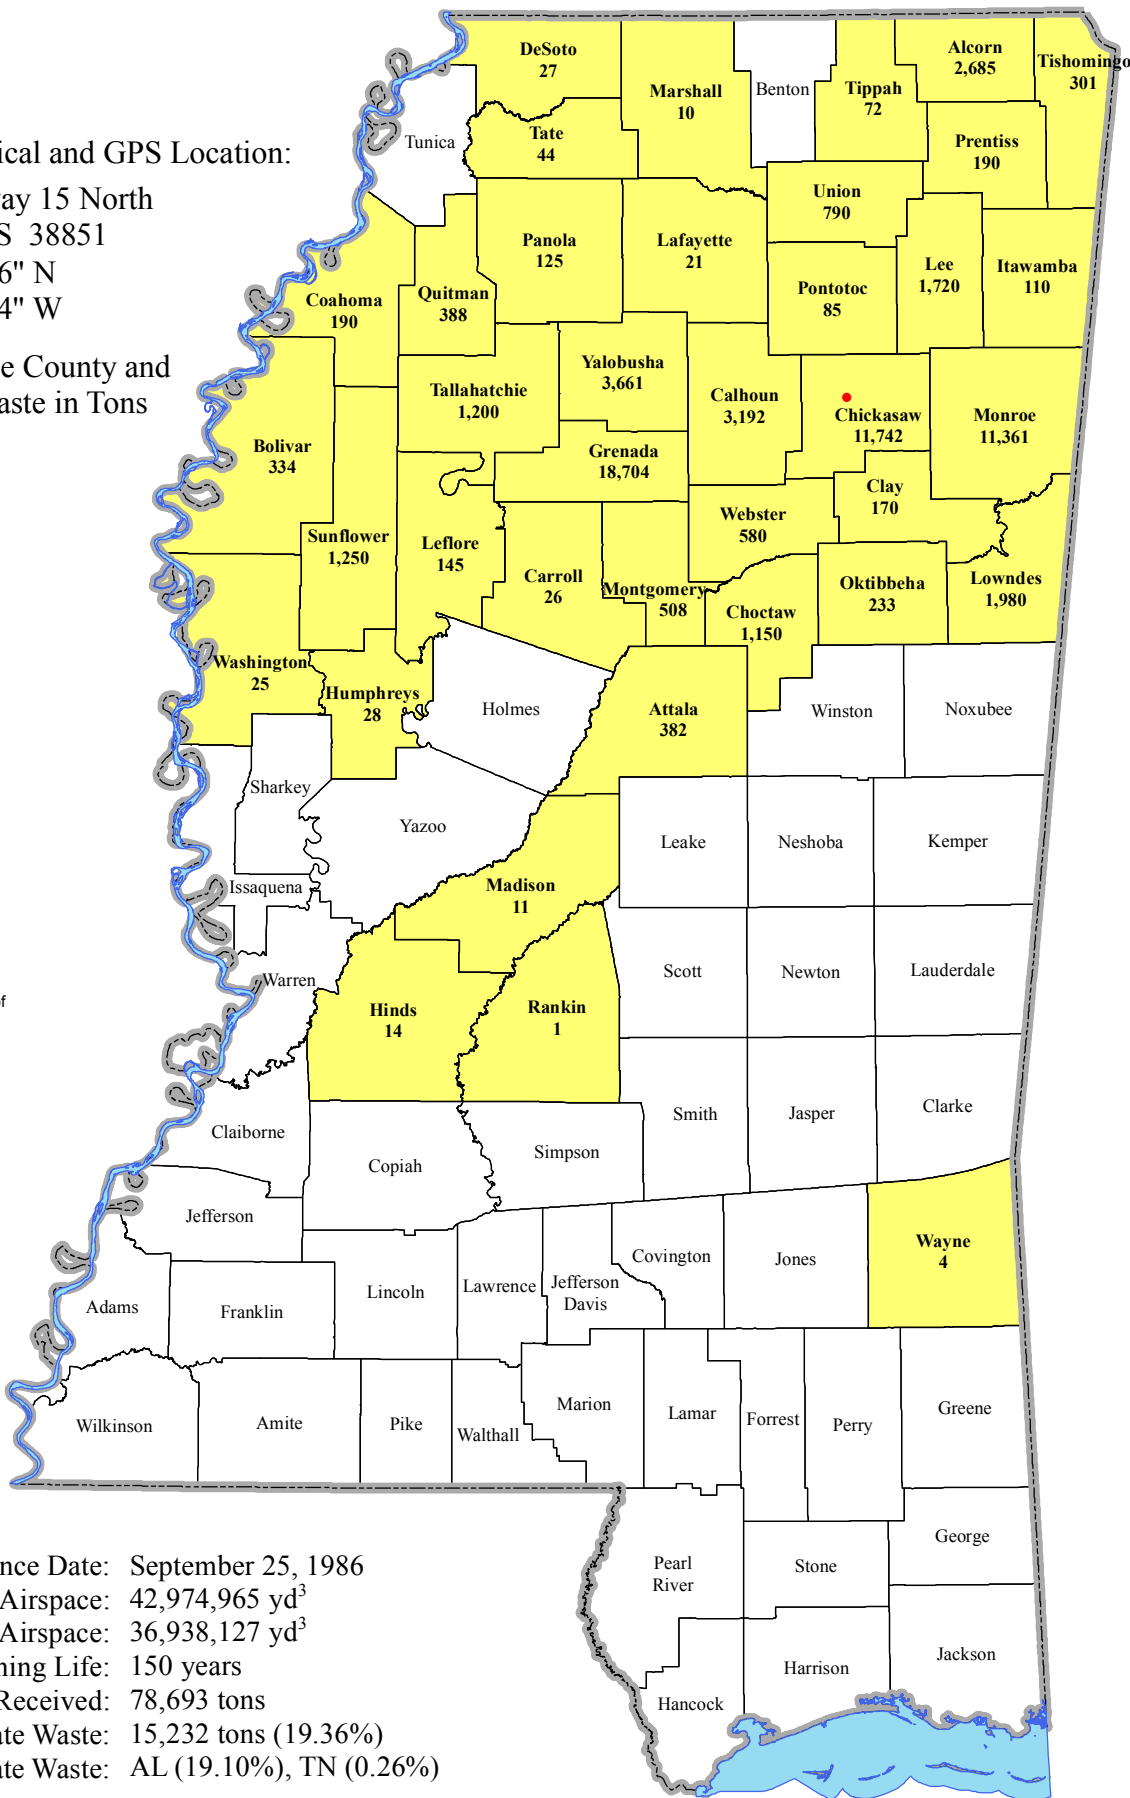 ical and GPS Location:
ay 15 North
S 38851
6" N
4" W
e County and
aste in Tons
DeSoto
27
Marshall
10
Benton
Tippah
72
Alcorn
2,685
Tishomingo
301
Tunica
Tate
44
Prentiss
190
Union
790
Panola
125
Lafayette
21
Pontotoc
85
Lee
1,720
Itawamba
110
Coahoma
190
Quitman
388
Tallahatchie
1,200
Yalobusha
3,661
Calhoun
3,192
Chickasaw
11,742
Monroe
11,361
Bolivar
334
Grenada
18,704
Clay
170
Sunflower
1,250
Leflore
145
Carroll
26
Montgomery
508
Webster
580
Choctaw
1,150
Oktibbeha
233
Lowndes
1,980
Washington
25
Humphreys
28
Holmes
Attala
382
Winston
Noxubee
Sharkey
Yazoo
Leake
Neshoba
Kemper
Issaquena
Madison
11
Warren
Scott
Newton
Lauderdale
of
Hinds
14
Rankin
1
Claiborne
Copiah
Simpson
Smith
Jasper
Clarke
Jefferson
Wayne
4
Covington
Jones
Adams
Franklin
Lincoln
Lawrence
Jefferson
Davis
Wilkinson
Amite
Pike
Walthall
Marion
Lamar
Forrest
Perry
Greene
Pearl
River
Stone
George
Hancock
Harrison
Jackson
nce Date: September 25, 1986
Airspace: 42,974,965 yd³
Airspace: 36,938,127 yd³
ning Life: 150 years
Received: 78,693 tons
ate Waste: 15,232 tons (19.36%)
ate Waste: AL (19.10%), TN (0.26%)